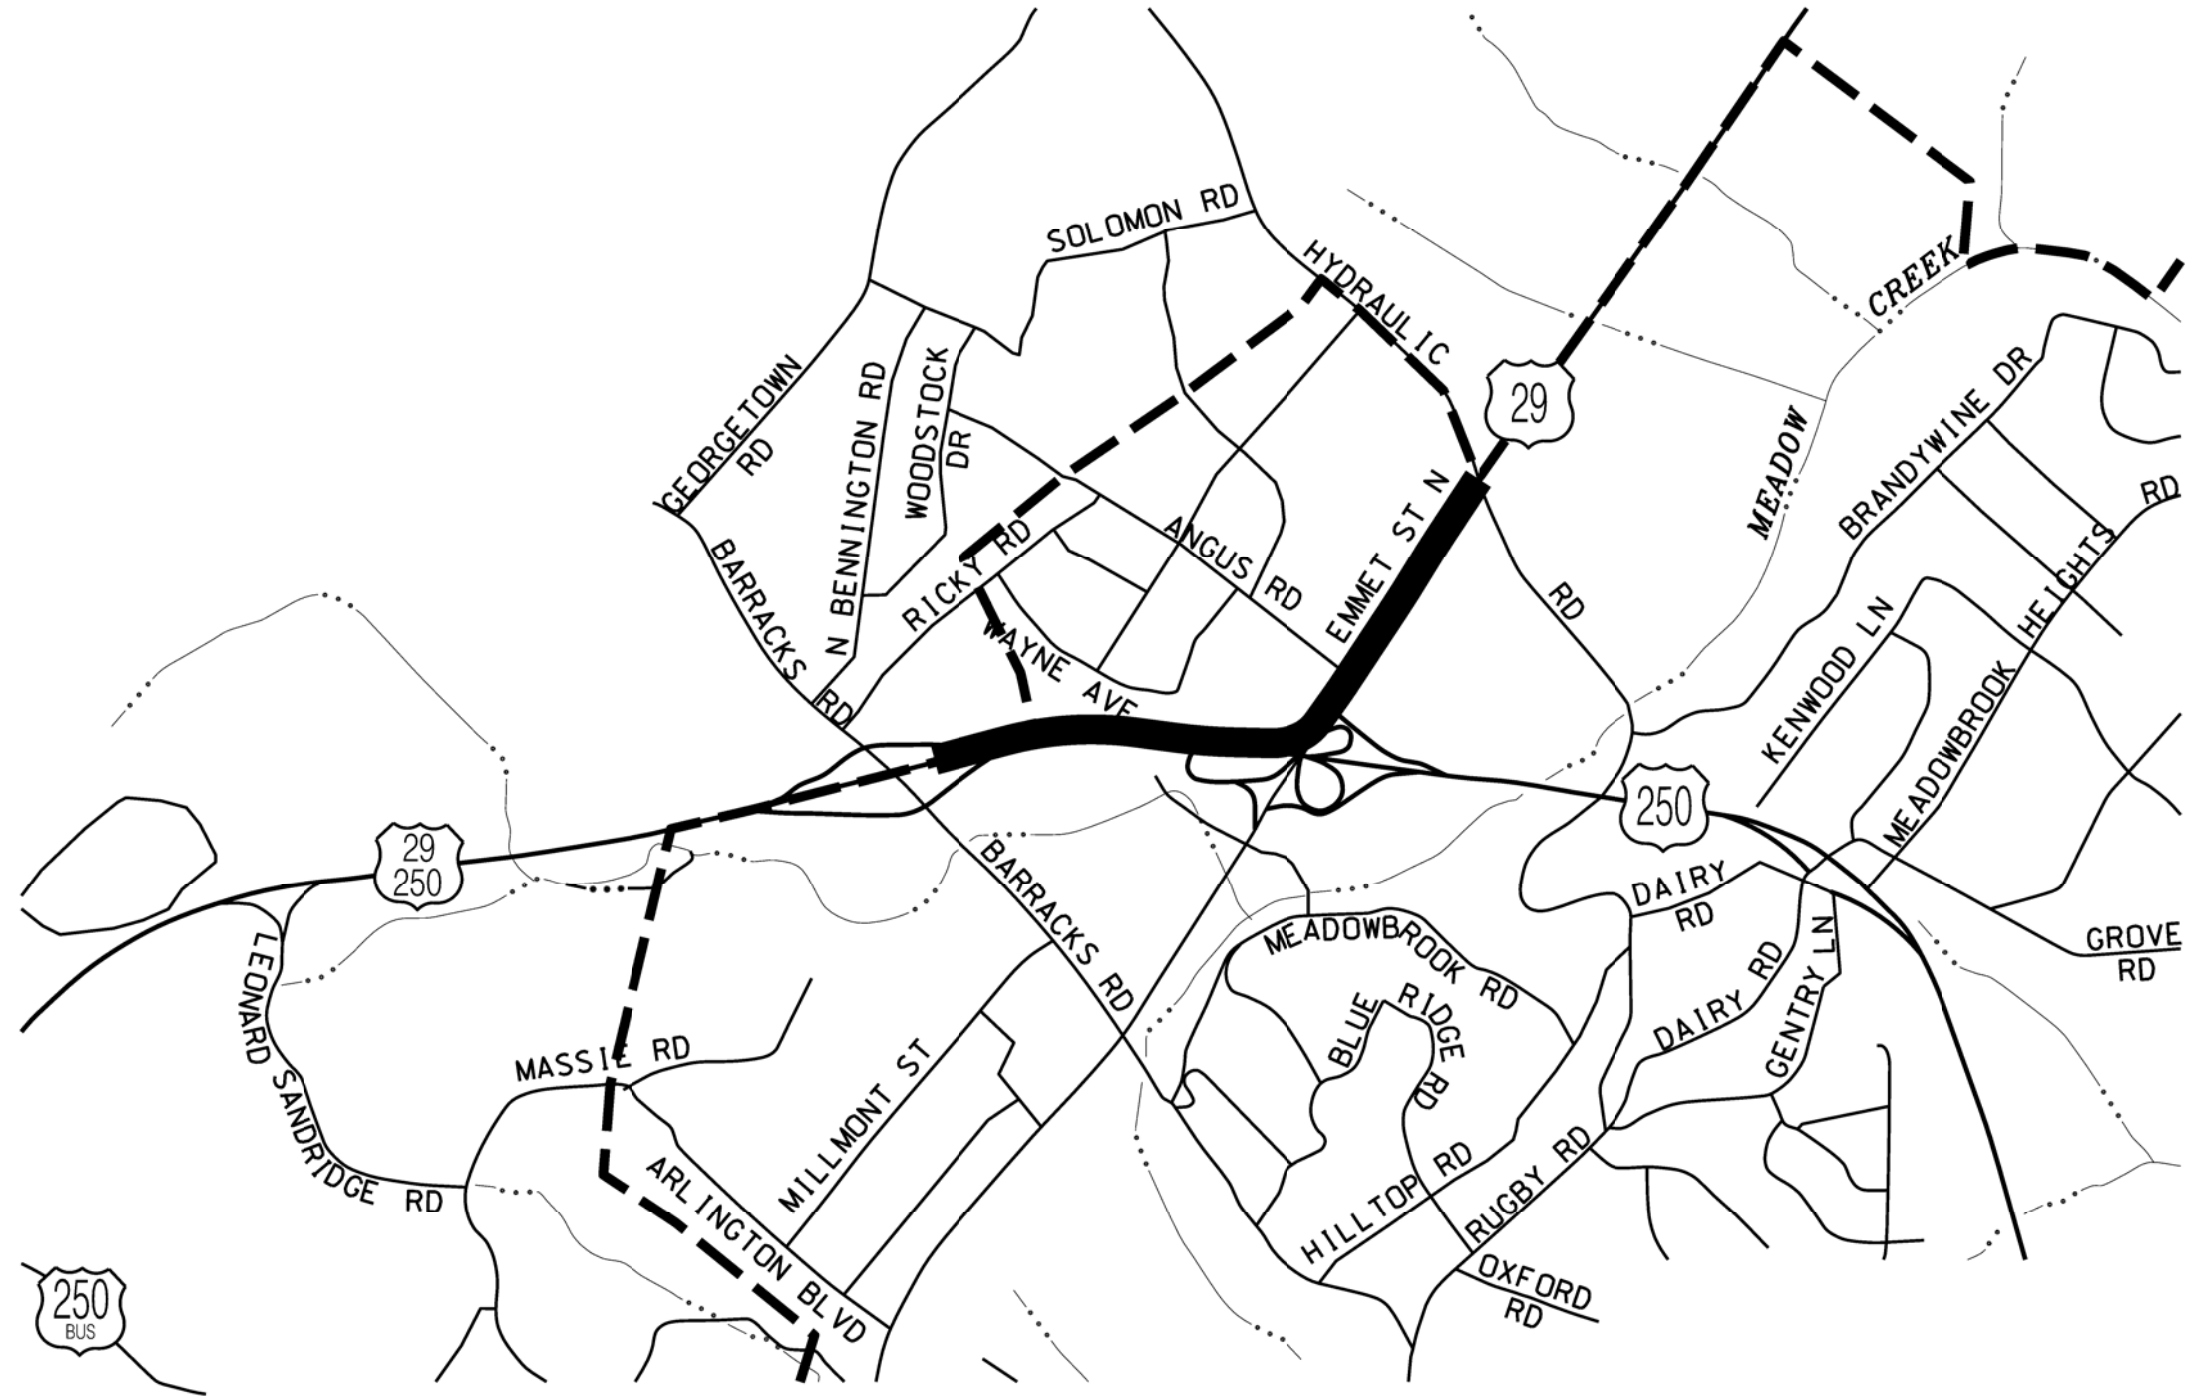 SOLOMON RD
HYDRAULIC
CREEK
29
GEORGETOWN
RD
N BENNINGTON RD
WOODSTOCK
DR
BRANDYWINE DR
MEADOW
EMMET ST N
RD
BARRACKS RD
RICKY RD
ANGUS RD
RD
WAYNE AVE
KENWOOD LN
MEADOWBROOK HEIGHTS
250
29
250
BARRACKS RD
DAIRY
RD
MEADOWBROOK RD
GROVE
RD
LEONARD SANDRIDGE RD
DAIRY RD
GENTRY LN
BLUE RIDGE RD
MASSIE RD
MILLMONT ST
ARLINGTON BLVD
HILLTOP RD
RUGBY RD
OXFORD
RD
250
BUS